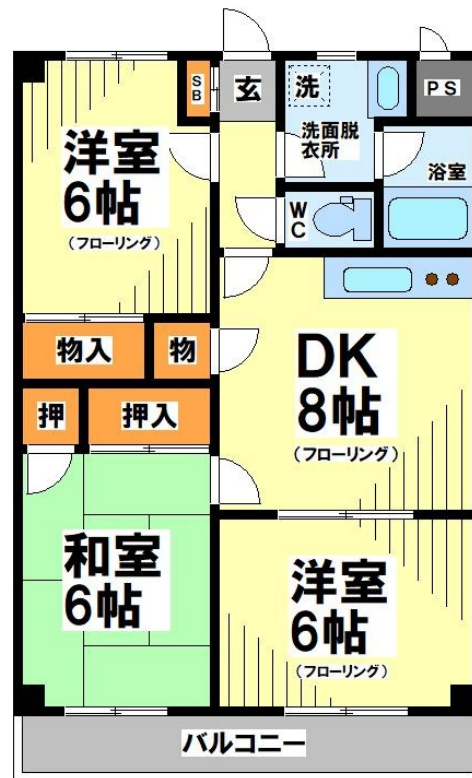 洋室
6帖
(フローリング)
SB
玄
洗
洗面脱
衣所
PS
浴室
WC
物入
物
DK
8帖
(フローリング)
押
押入
和室
6帖
洋室
6帖
(フローリング)
バルコニー